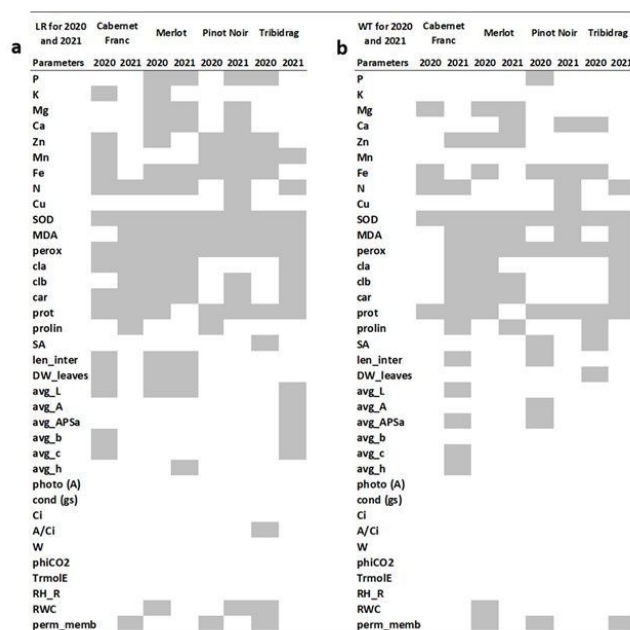 a
LR for 2020 and 2021 Cabernet Franc Merlot Pinot Noir Tribidrag
Parameters 2020 2021 2020 2021 2020 2021 2020 2021
P
K
Mg
Ca
Zn
Mn
Fe
N
Cu
SOD
MDA
perox
cla
clb
car
prot
prolin
SA
len_inter
DW_leaves
avg_L
avg_A
avg_APSa
avg_b
avg_c
avg_h
photo (A)
cond (gs)
Ci
A/Ci
W
phiCO2
TrmolE
RH_R
RWC
perm_memb
b
WT for 2020 and 2021 Cabernet Franc Merlot Pinot Noir Tribidrag
Parameters 2020 2021 2020 2021 2020 2021 2020 2021
P
K
Mg
Ca
Zn
Mn
Fe
N
Cu
SOD
MDA
perox
cla
clb
car
prot
prolin
SA
len_inter
DW_leaves
avg_L
avg_A
avg_APSa
avg_b
avg_c
avg_h
photo (A)
cond (gs)
Ci
A/Ci
W
phiCO2
TrmolE
RH_R
RWC
perm_memb